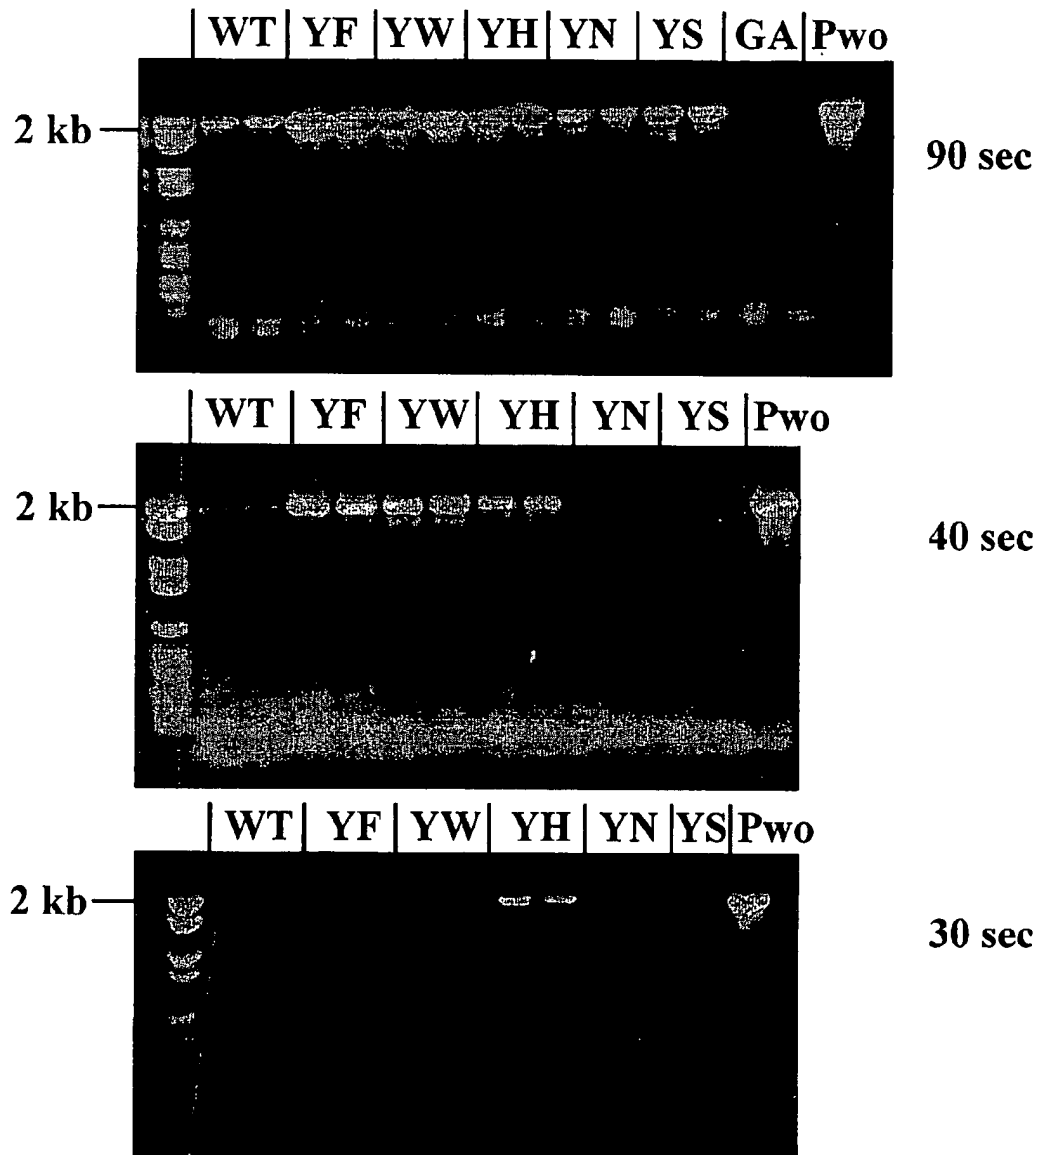 WT YF YW YH YN YS GA Pwo
2 kb
90 sec
WT YF YW YH YN YS Pwo
2 kb
40 sec
WT YF YW YH YN YS Pwo
2 kb
30 sec